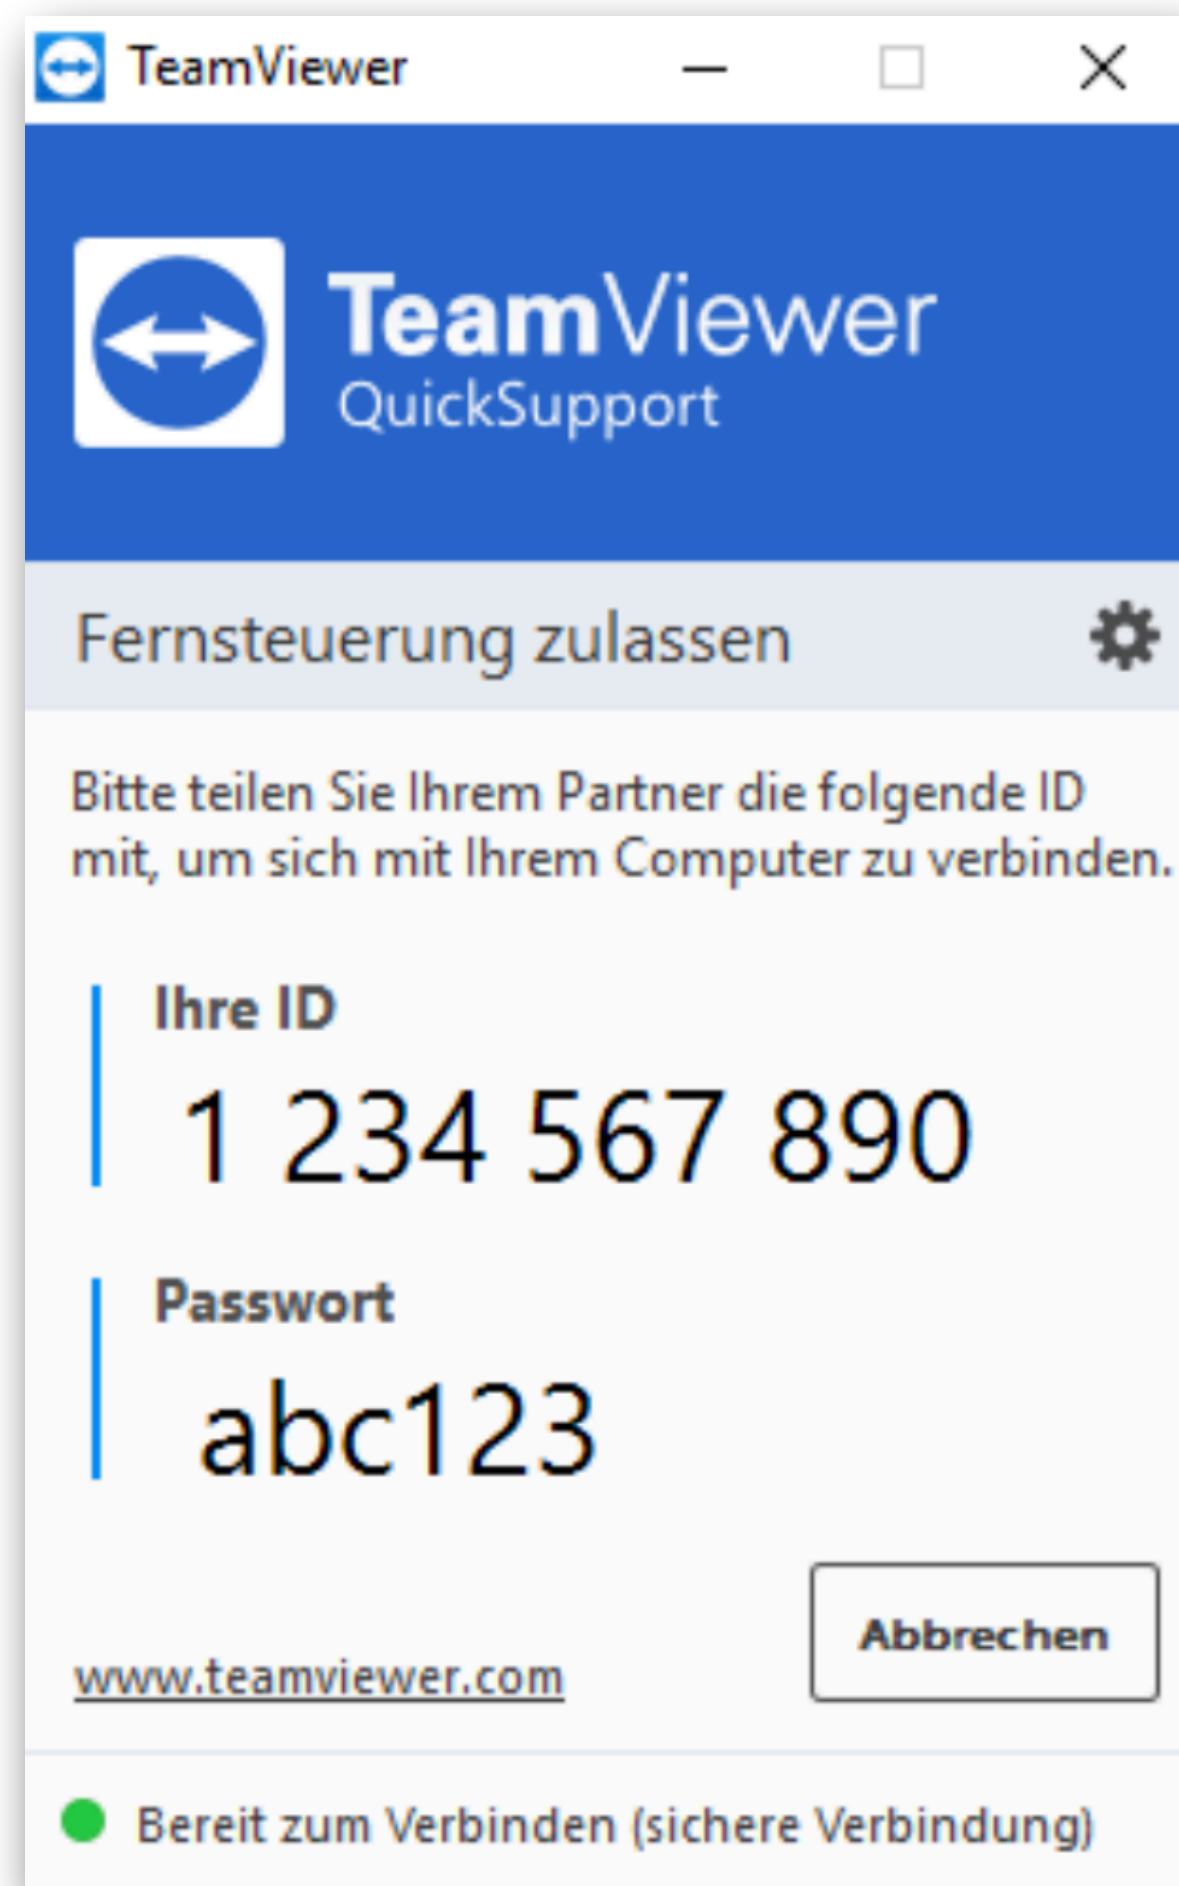 TeamViewer
TeamViewer
QuickSupport
Fernsteuerung zulassen
Bitte teilen Sie Ihrem Partner die folgende ID
mit, um sich mit Ihrem Computer zu verbinden.
Ihre ID
1 234 567 890
Passwort
abc123
Abbrechen
www.teamviewer.com
Bereit zum Verbinden (sichere Verbindung)